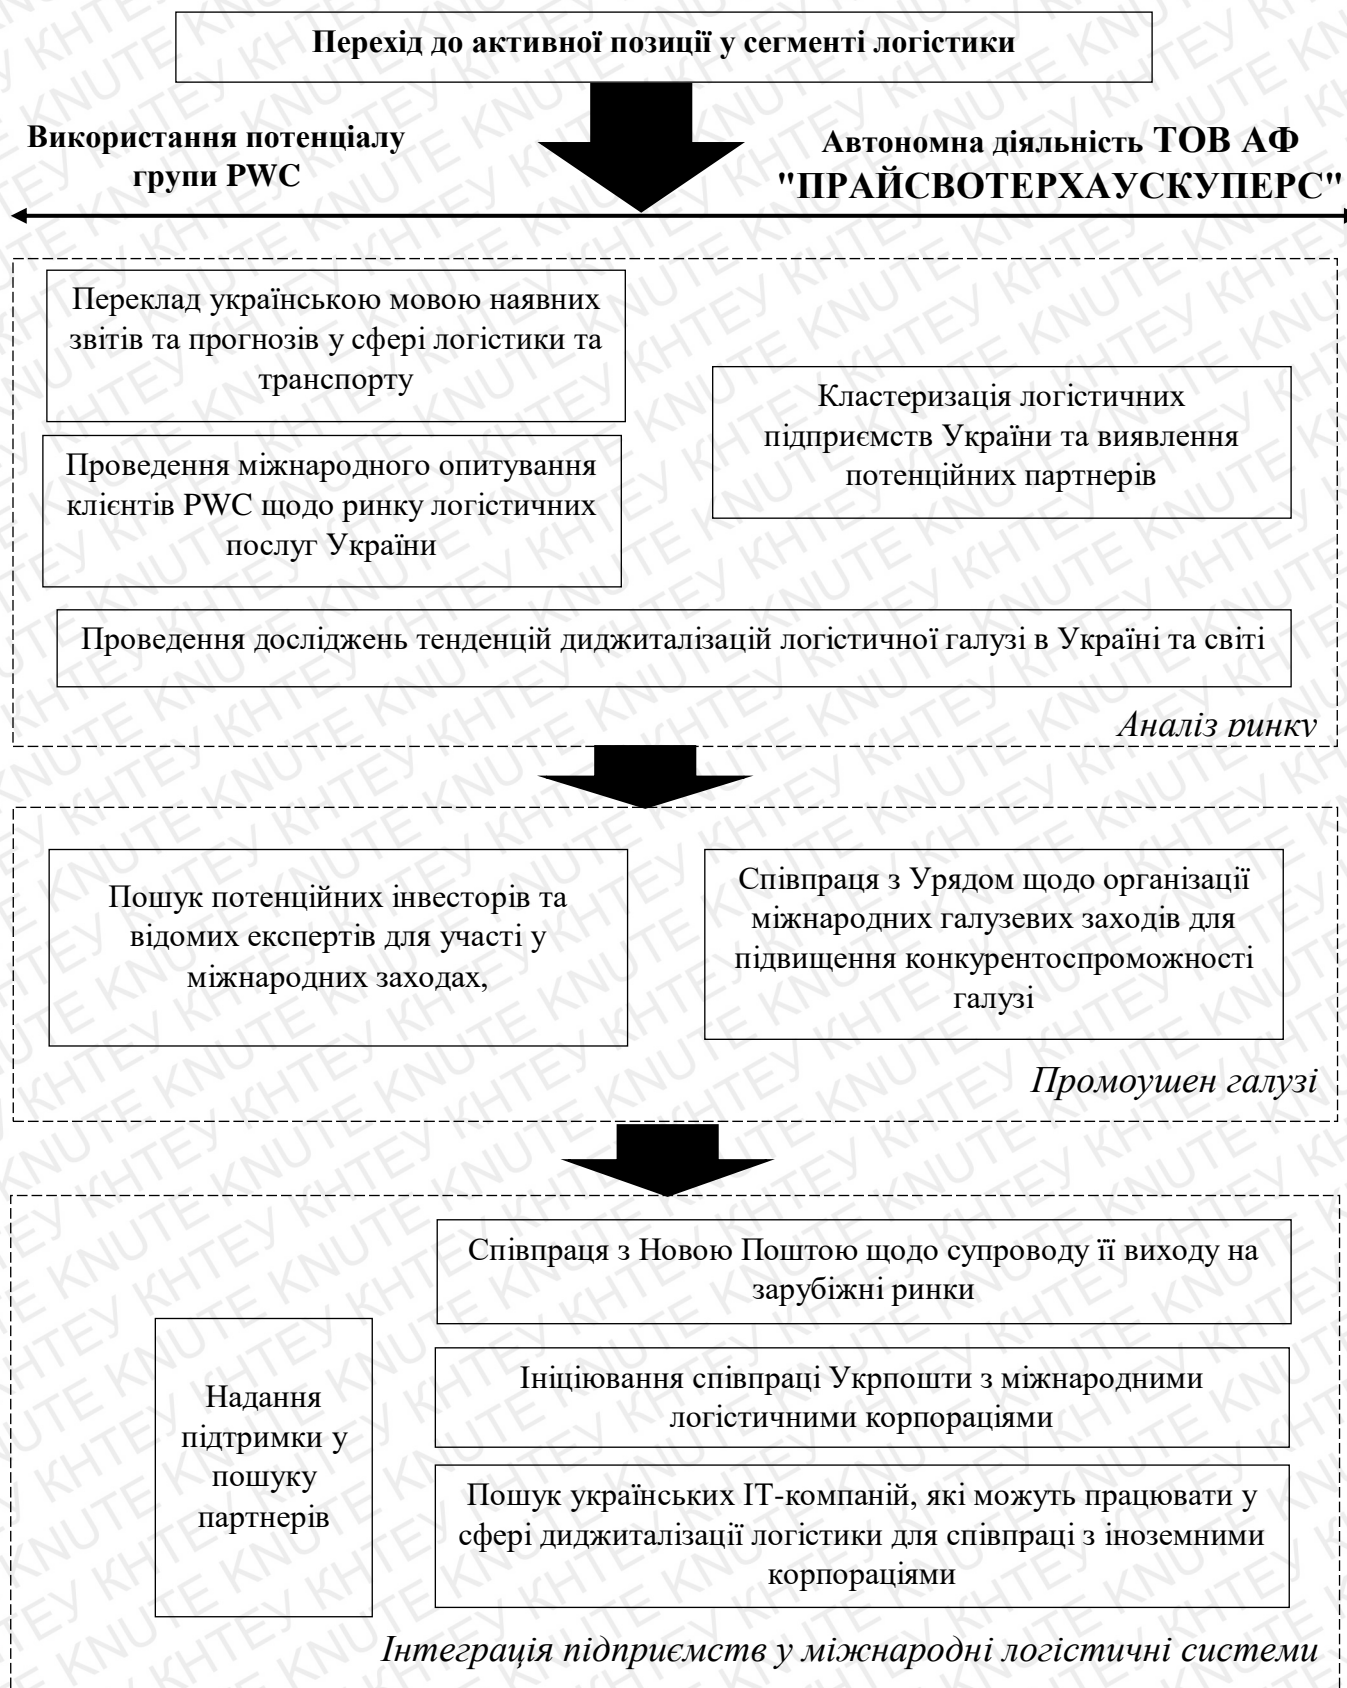 Перехід до активної позиції у сегменті логістики
Використання потенціалу
групи PWC
Автономна діяльність ТОВ АФ
"ПРАЙСВОТЕРХАУСКУПЕРС"
Переклад українською мовою наявних
звітів та прогнозів у сфері логістики та
транспорту
Проведення міжнародного опитування
клієнтів PWC щодо ринку логістичних
послуг України
Кластеризація логістичних
підприємств України та виявлення
потенційних партнерів
Проведення досліджень тенденцій диджиталізацій логістичної галузі в Україні та світі
Аналіз ринку
Пошук потенційних інвесторів та
відомих експертів для участі у
міжнародних заходах,
Співпраця з Урядом щодо організації
міжнародних галузевих заходів для
підвищення конкурентоспроможності
галузі
Промоушен галузі
Надання
підтримки у
пошуку
партнерів
Співпраця з Новою Поштою щодо супроводу її виходу на
зарубіжні ринки
Ініціювання співпраці Укрпошти з міжнародними
логістичними корпораціями
Пошук українських ІТ-компаній, які можуть працювати у
сфері диджиталізації логістики для співпраці з іноземними
корпораціями
Інтеграція підприємств у міжнародні логістичні системи